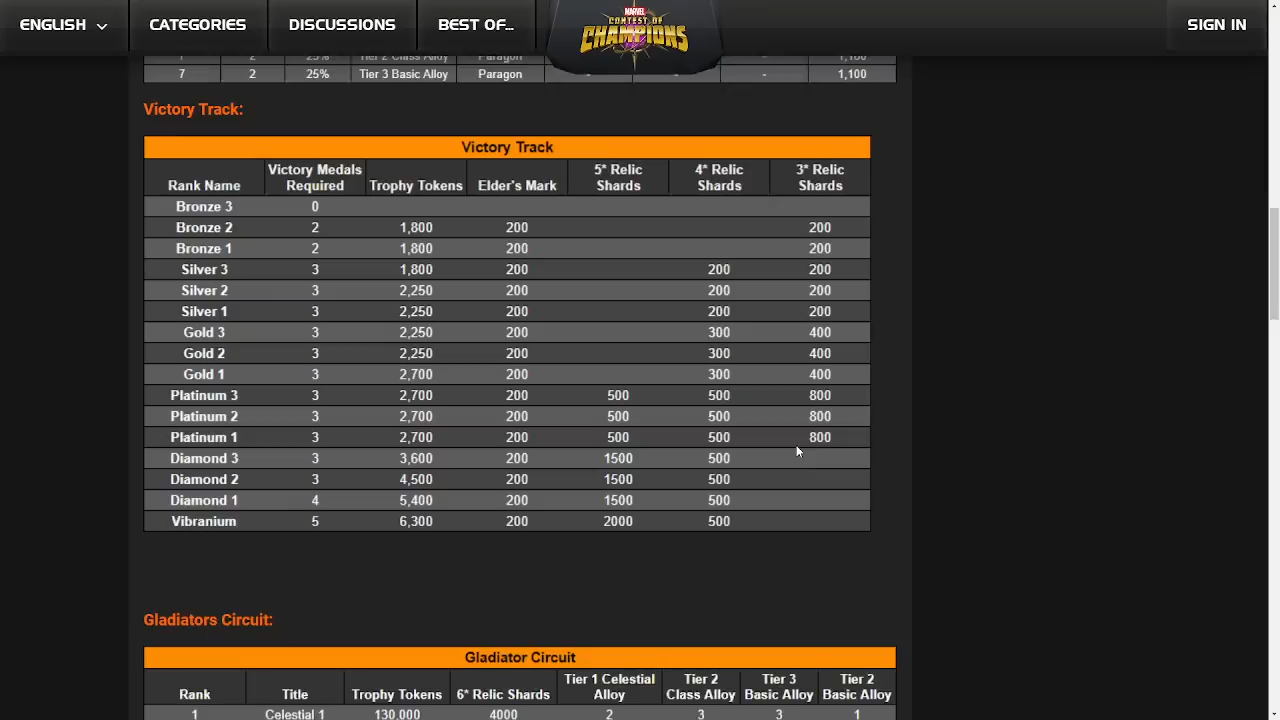 ENGLISH CATEGORIES DISCUSSIONS BEST OF... MARVEL CONTEST OF CHAMPIONS SIGN IN
7 2 25% Tier 2 Class Alloy Paragon - - - 1,100
7 2 25% Tier 3 Basic Alloy Paragon - - - 1,100
Victory Track:
Victory Track
Rank Name Victory Medals Required Trophy Tokens Elder's Mark 5* Relic Shards 4* Relic Shards 3* Relic Shards
Bronze 3 0
Bronze 2 2 1,800 200 200
Bronze 1 2 1,800 200 200
Silver 3 3 1,800 200 200 200
Silver 2 3 2,250 200 200 200
Silver 1 3 2,250 200 200 200
Gold 3 3 2,250 200 300 400
Gold 2 3 2,250 200 300 400
Gold 1 3 2,700 200 300 400
Platinum 3 3 2,700 200 500 500 800
Platinum 2 3 2,700 200 500 500 800
Platinum 1 3 2,700 200 500 500 800
Diamond 3 3 3,600 200 1500 500
Diamond 2 3 4,500 200 1500 500
Diamond 1 4 5,400 200 1500 500
Vibranium 5 6,300 200 2000 500
Gladiators Circuit:
Gladiator Circuit
Rank Title Trophy Tokens 6* Relic Shards Tier 1 Celestial Alloy Tier 2 Class Alloy Tier 3 Basic Alloy Tier 2 Basic Alloy
1 Celestial 1 130,000 4000 2 3 3 1